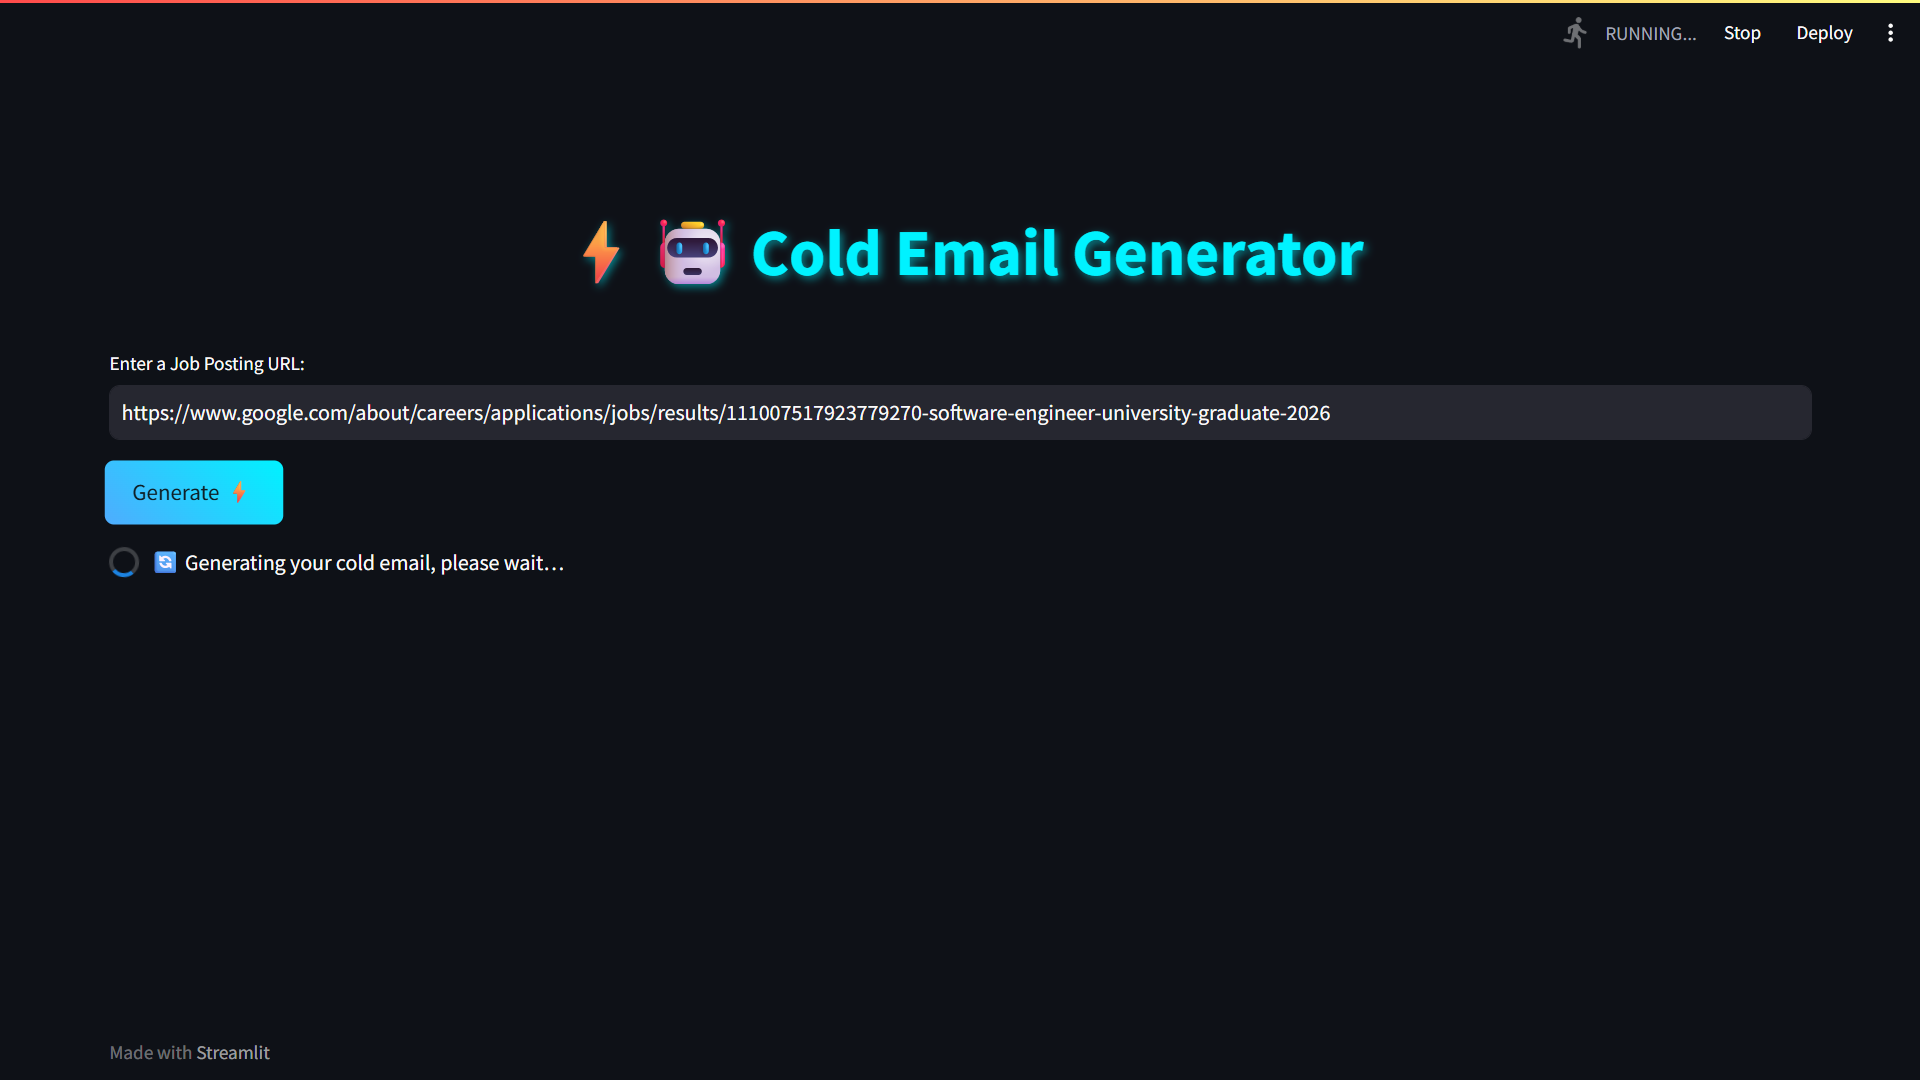 RUNNING...
Stop
Deploy
Cold Email Generator
Enter a Job Posting URL:
https://www.google.com/about/careers/applications/jobs/results/111007517923779270-software-engineer-university-graduate-2026
Generate
Generating your cold email, please wait...
Made with Streamlit